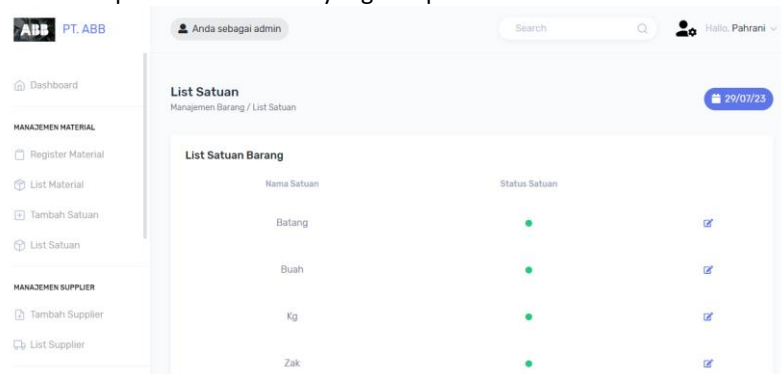 ABB PT. ABB
Anda sebagai admin
Search
Hallo, Pahrani
Dashboard
List Satuan
Manajemen Barang / List Satuan
29/07/23
MANAJEMEN MATERIAL
Register Material
List Material
Tambah Satuan
List Satuan
MANAJEMEN SUPPLIER
Tambah Supplier
List Supplier
List Satuan Barang
Nama Satuan Status Satuan
Batang
Buah
Kg
Zak